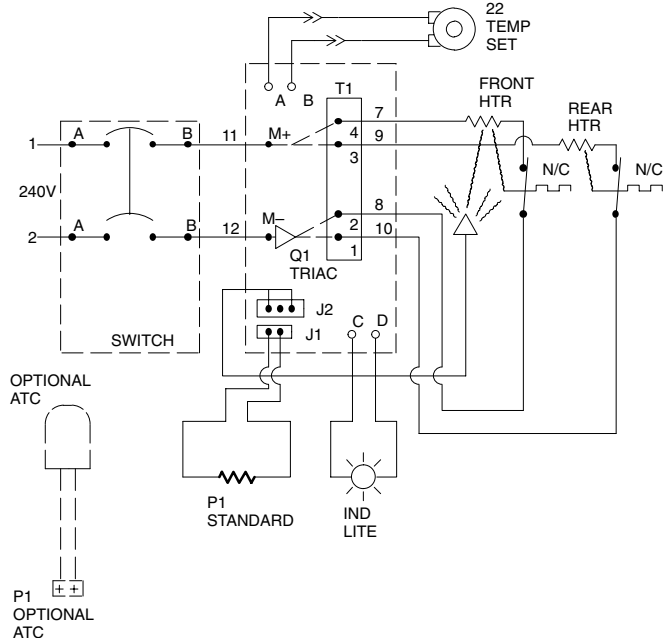 22
TEMP
SET
A B
T1
FRONT
HTR
REAR
HTR
7
1 A B 11 M+ 4 9
3
N/C N/C
240V
8
2 A B 12 M– 2 10
1
Q1
TRIAC
J2
J1
C D
SWITCH
OPTIONAL
ATC
P1
STANDARD
IND
LITE
+ +
P1
OPTIONAL
ATC